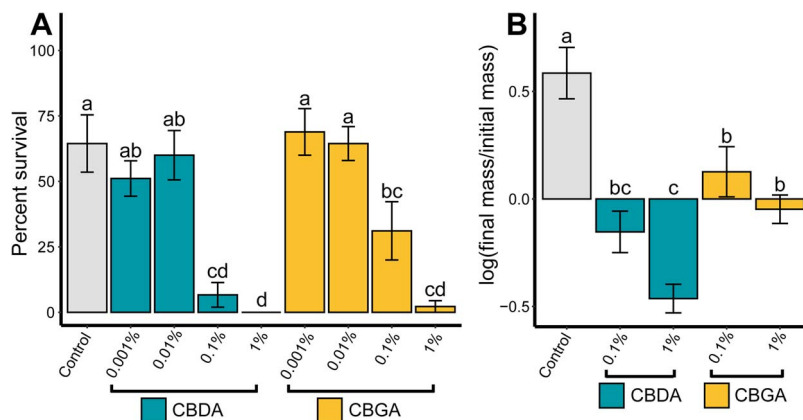 A
Percent survival
100
75
50
25
0
a
ab
ab
cd
d
a
a
bc
cd
Control
0.001%
0.01%
0.1%
1%
0.001%
0.01%
0.1%
1%
CBDA
CBGA
B
log(final mass/initial mass)
0.5
0.0
−0.5
a
bc
c
b
b
Control
0.1%
1%
0.1%
1%
CBDA
CBGA